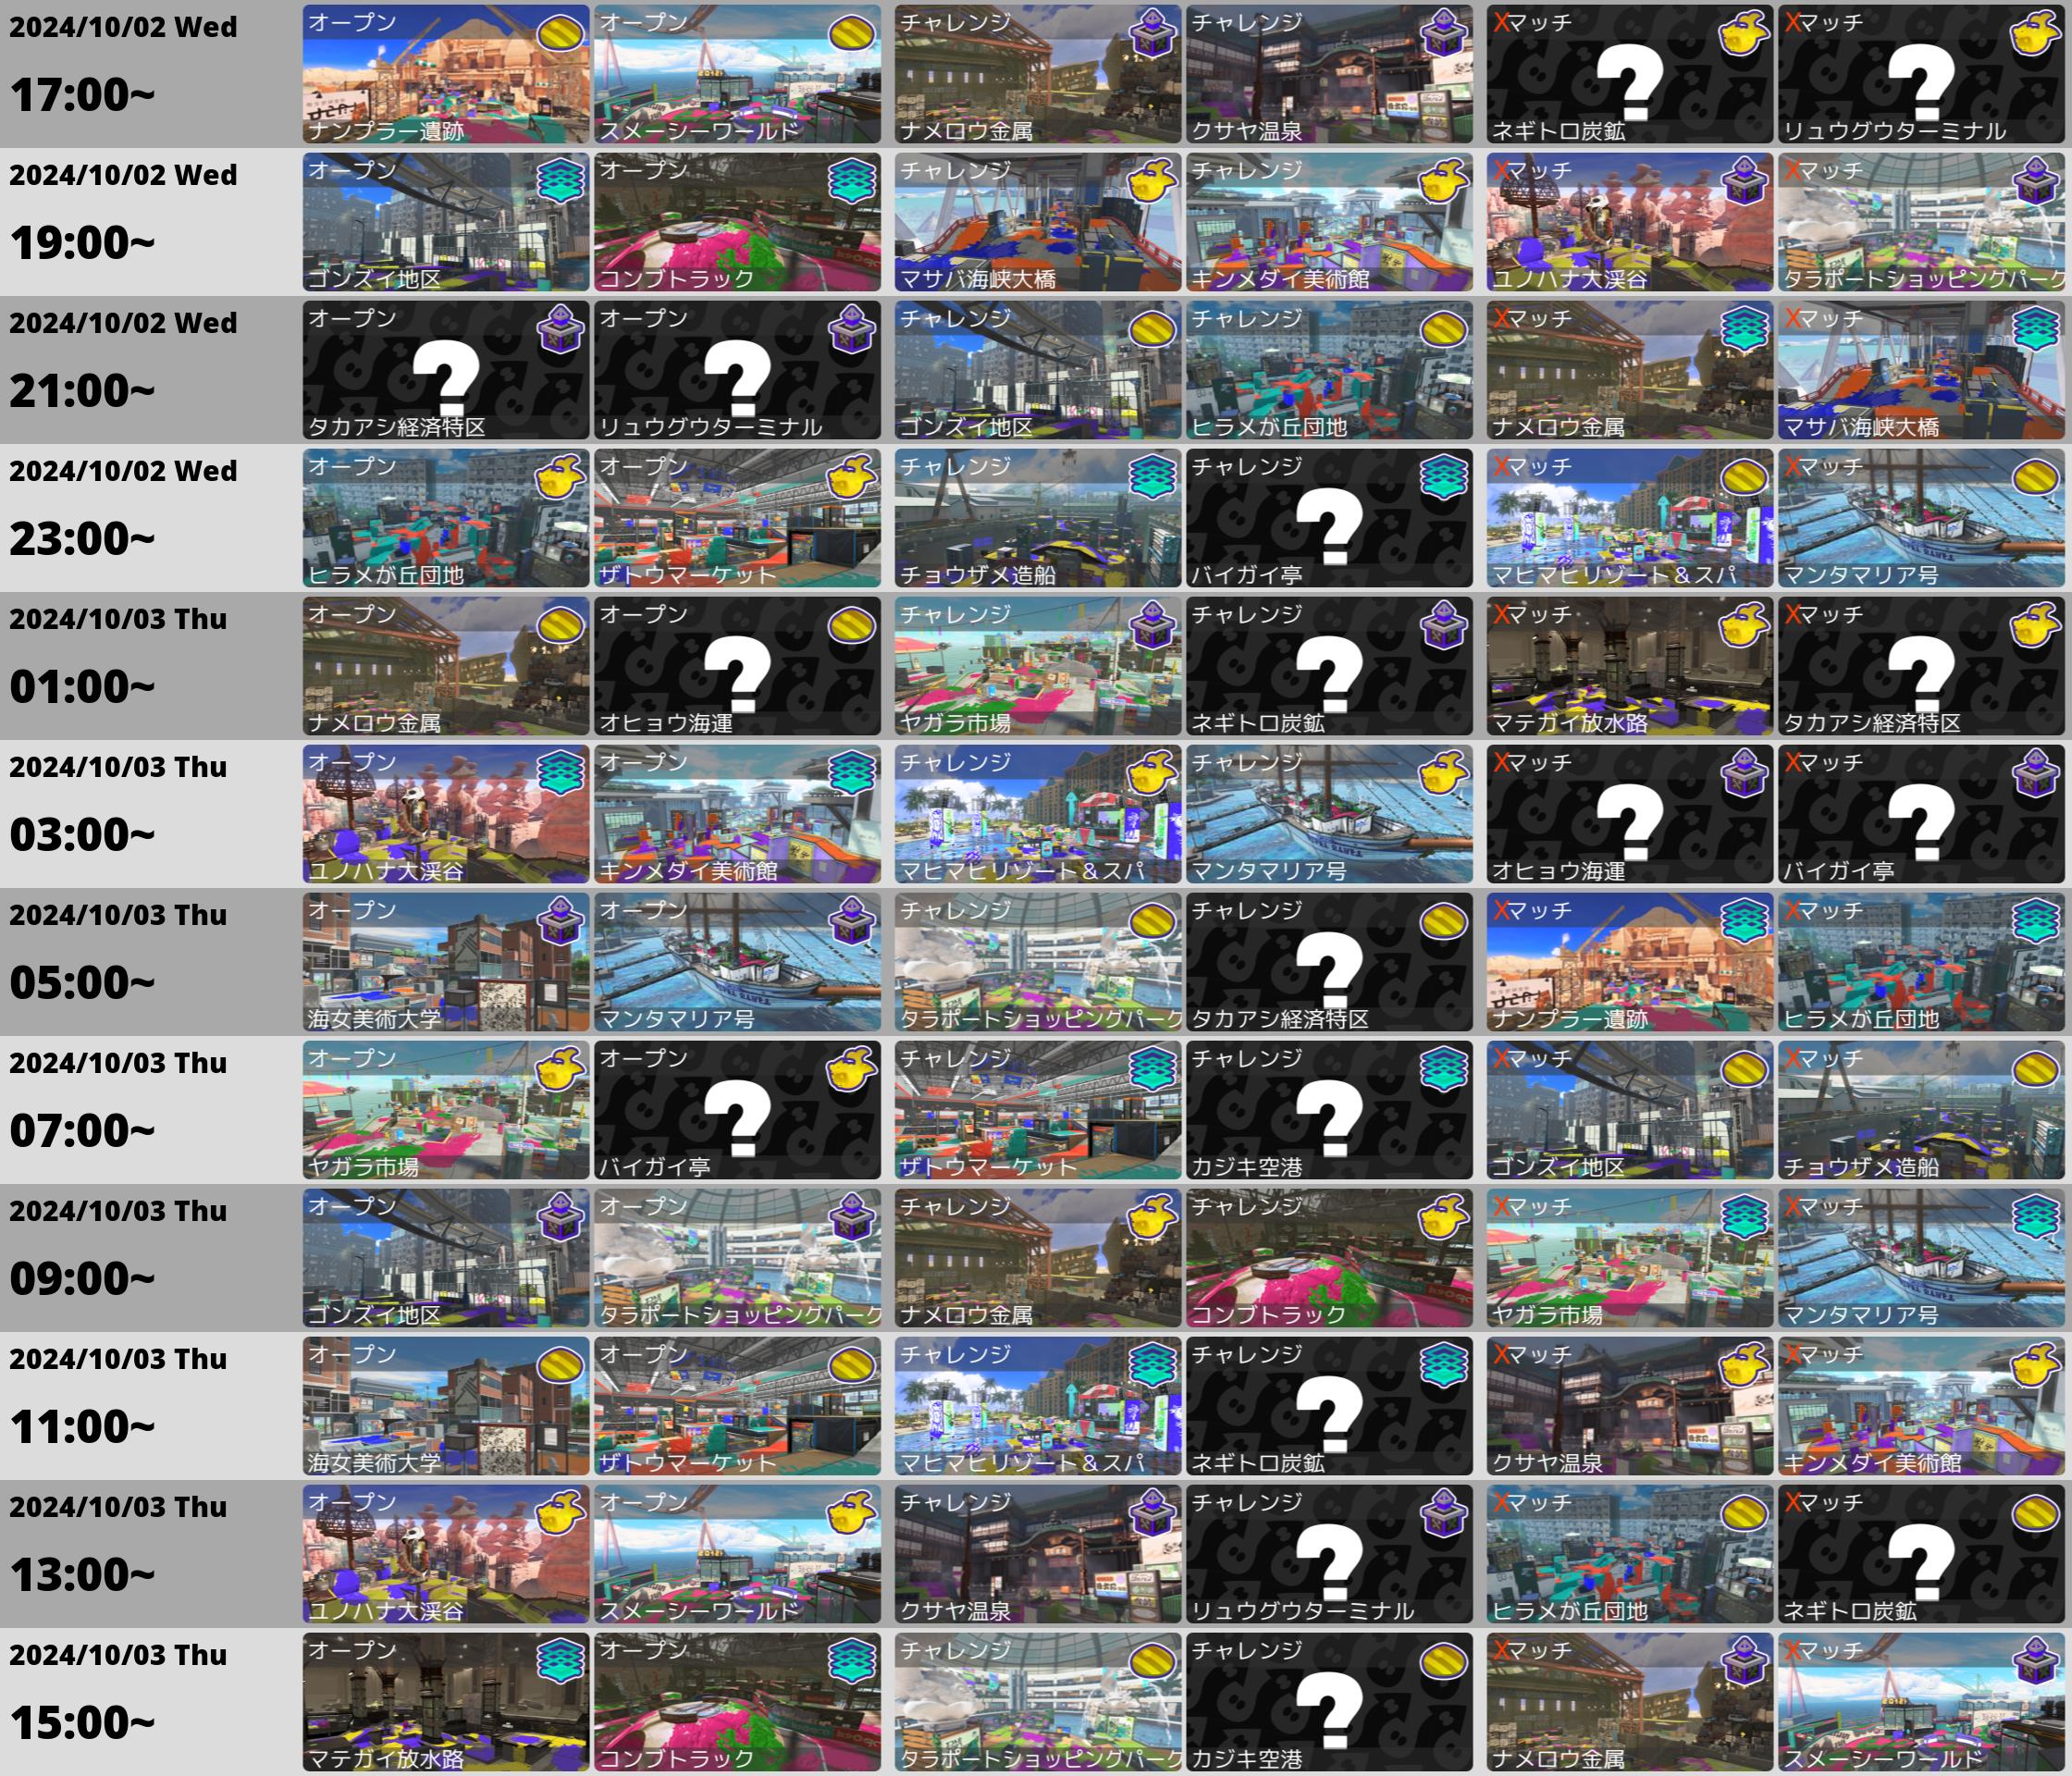 2024/10/02 Wed
17:00~
オープン
ナンプラー遺跡
オープン
スメーシーワールド
チャレンジ
ナメロウ金属
チャレンジ
クサヤ温泉
Xマッチ
ネギトロ炭鉱
Xマッチ
リュウグウターミナル
2024/10/02 Wed
19:00~
オープン
ゴンズイ地区
オープン
コンブトラック
チャレンジ
マサバ海峡大橋
チャレンジ
キンメダイ美術館
Xマッチ
ユノハナ大渓谷
Xマッチ
タラポートショッピングパーク
2024/10/02 Wed
21:00~
オープン
タカアシ経済特区
オープン
リュウグウターミナル
チャレンジ
ゴンズイ地区
チャレンジ
ヒラメが丘団地
Xマッチ
ナメロウ金属
Xマッチ
マサバ海峡大橋
2024/10/02 Wed
23:00~
オープン
ヒラメが丘団地
オープン
ザトウマーケット
チャレンジ
チョウザメ造船
チャレンジ
バイガイ亭
Xマッチ
マヒマヒリゾート＆スパ
Xマッチ
マンタマリア号
2024/10/03 Thu
01:00~
オープン
ナメロウ金属
オープン
オヒョウ海運
チャレンジ
ヤガラ市場
チャレンジ
ネギトロ炭鉱
Xマッチ
マテガイ放水路
Xマッチ
タカアシ経済特区
2024/10/03 Thu
03:00~
オープン
ユノハナ大渓谷
オープン
キンメダイ美術館
チャレンジ
マヒマヒリゾート＆スパ
チャレンジ
マンタマリア号
Xマッチ
オヒョウ海運
Xマッチ
バイガイ亭
2024/10/03 Thu
05:00~
オープン
海女美術大学
オープン
マンタマリア号
チャレンジ
タラポートショッピングパーク
チャレンジ
タカアシ経済特区
Xマッチ
ナンプラー遺跡
Xマッチ
ヒラメが丘団地
2024/10/03 Thu
07:00~
オープン
ヤガラ市場
オープン
バイガイ亭
チャレンジ
ザトウマーケット
チャレンジ
カジキ空港
Xマッチ
ゴンズイ地区
Xマッチ
チョウザメ造船
2024/10/03 Thu
09:00~
オープン
ゴンズイ地区
オープン
タラポートショッピングパーク
チャレンジ
ナメロウ金属
チャレンジ
コンブトラック
Xマッチ
ヤガラ市場
Xマッチ
マンタマリア号
2024/10/03 Thu
11:00~
オープン
海女美術大学
オープン
ザトウマーケット
チャレンジ
マヒマヒリゾート＆スパ
チャレンジ
ネギトロ炭鉱
Xマッチ
クサヤ温泉
Xマッチ
キンメダイ美術館
2024/10/03 Thu
13:00~
オープン
ユノハナ大渓谷
オープン
スメーシーワールド
チャレンジ
クサヤ温泉
チャレンジ
リュウグウターミナル
Xマッチ
ヒラメが丘団地
Xマッチ
ネギトロ炭鉱
2024/10/03 Thu
15:00~
オープン
マテガイ放水路
オープン
コンブトラック
チャレンジ
タラポートショッピングパーク
チャレンジ
カジキ空港
Xマッチ
ナメロウ金属
Xマッチ
スメーシーワールド